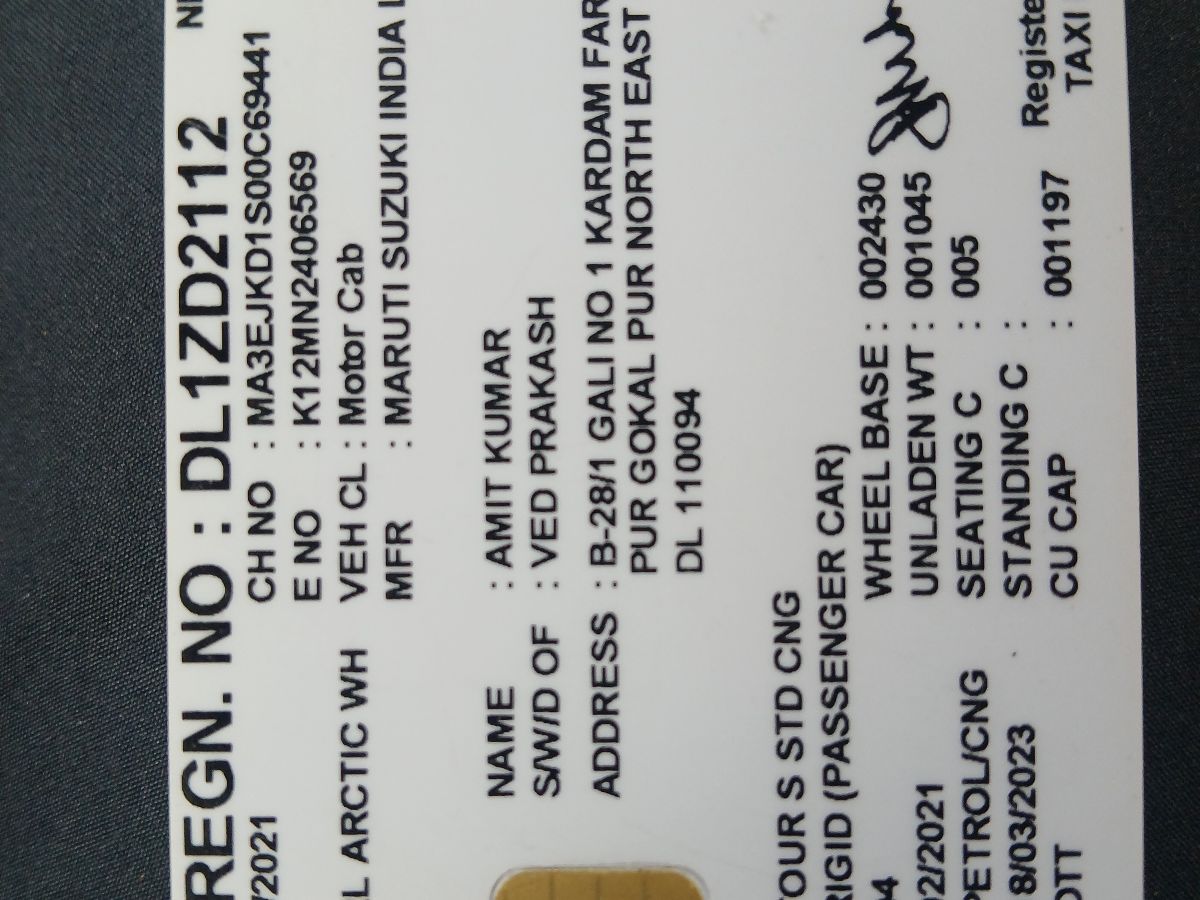 REGN. NO : DL1ZD2112
/2021 CH NO : MA3EJKD1S00C69441
E NO : K12MN2406569
L ARCTIC WH VEH CL : Motor Cab
MFR : MARUTI SUZUKI INDIA
NAME : AMIT KUMAR
S/W/D OF : VED PRAKASH
ADDRESS : B-28/1 GALI NO 1 KARDAM FAR
PUR GOKAL PUR NORTH EAST
DL 110094
TOUR S STD CNG
RIGID (PASSENGER CAR)
4 WHEEL BASE : 002430
02/2021 UNLADEN WT : 001045
PETROL/CNG SEATING C : 005
8/03/2023 STANDING C :
OTT CU CAP : 001197
Registe
TAXI